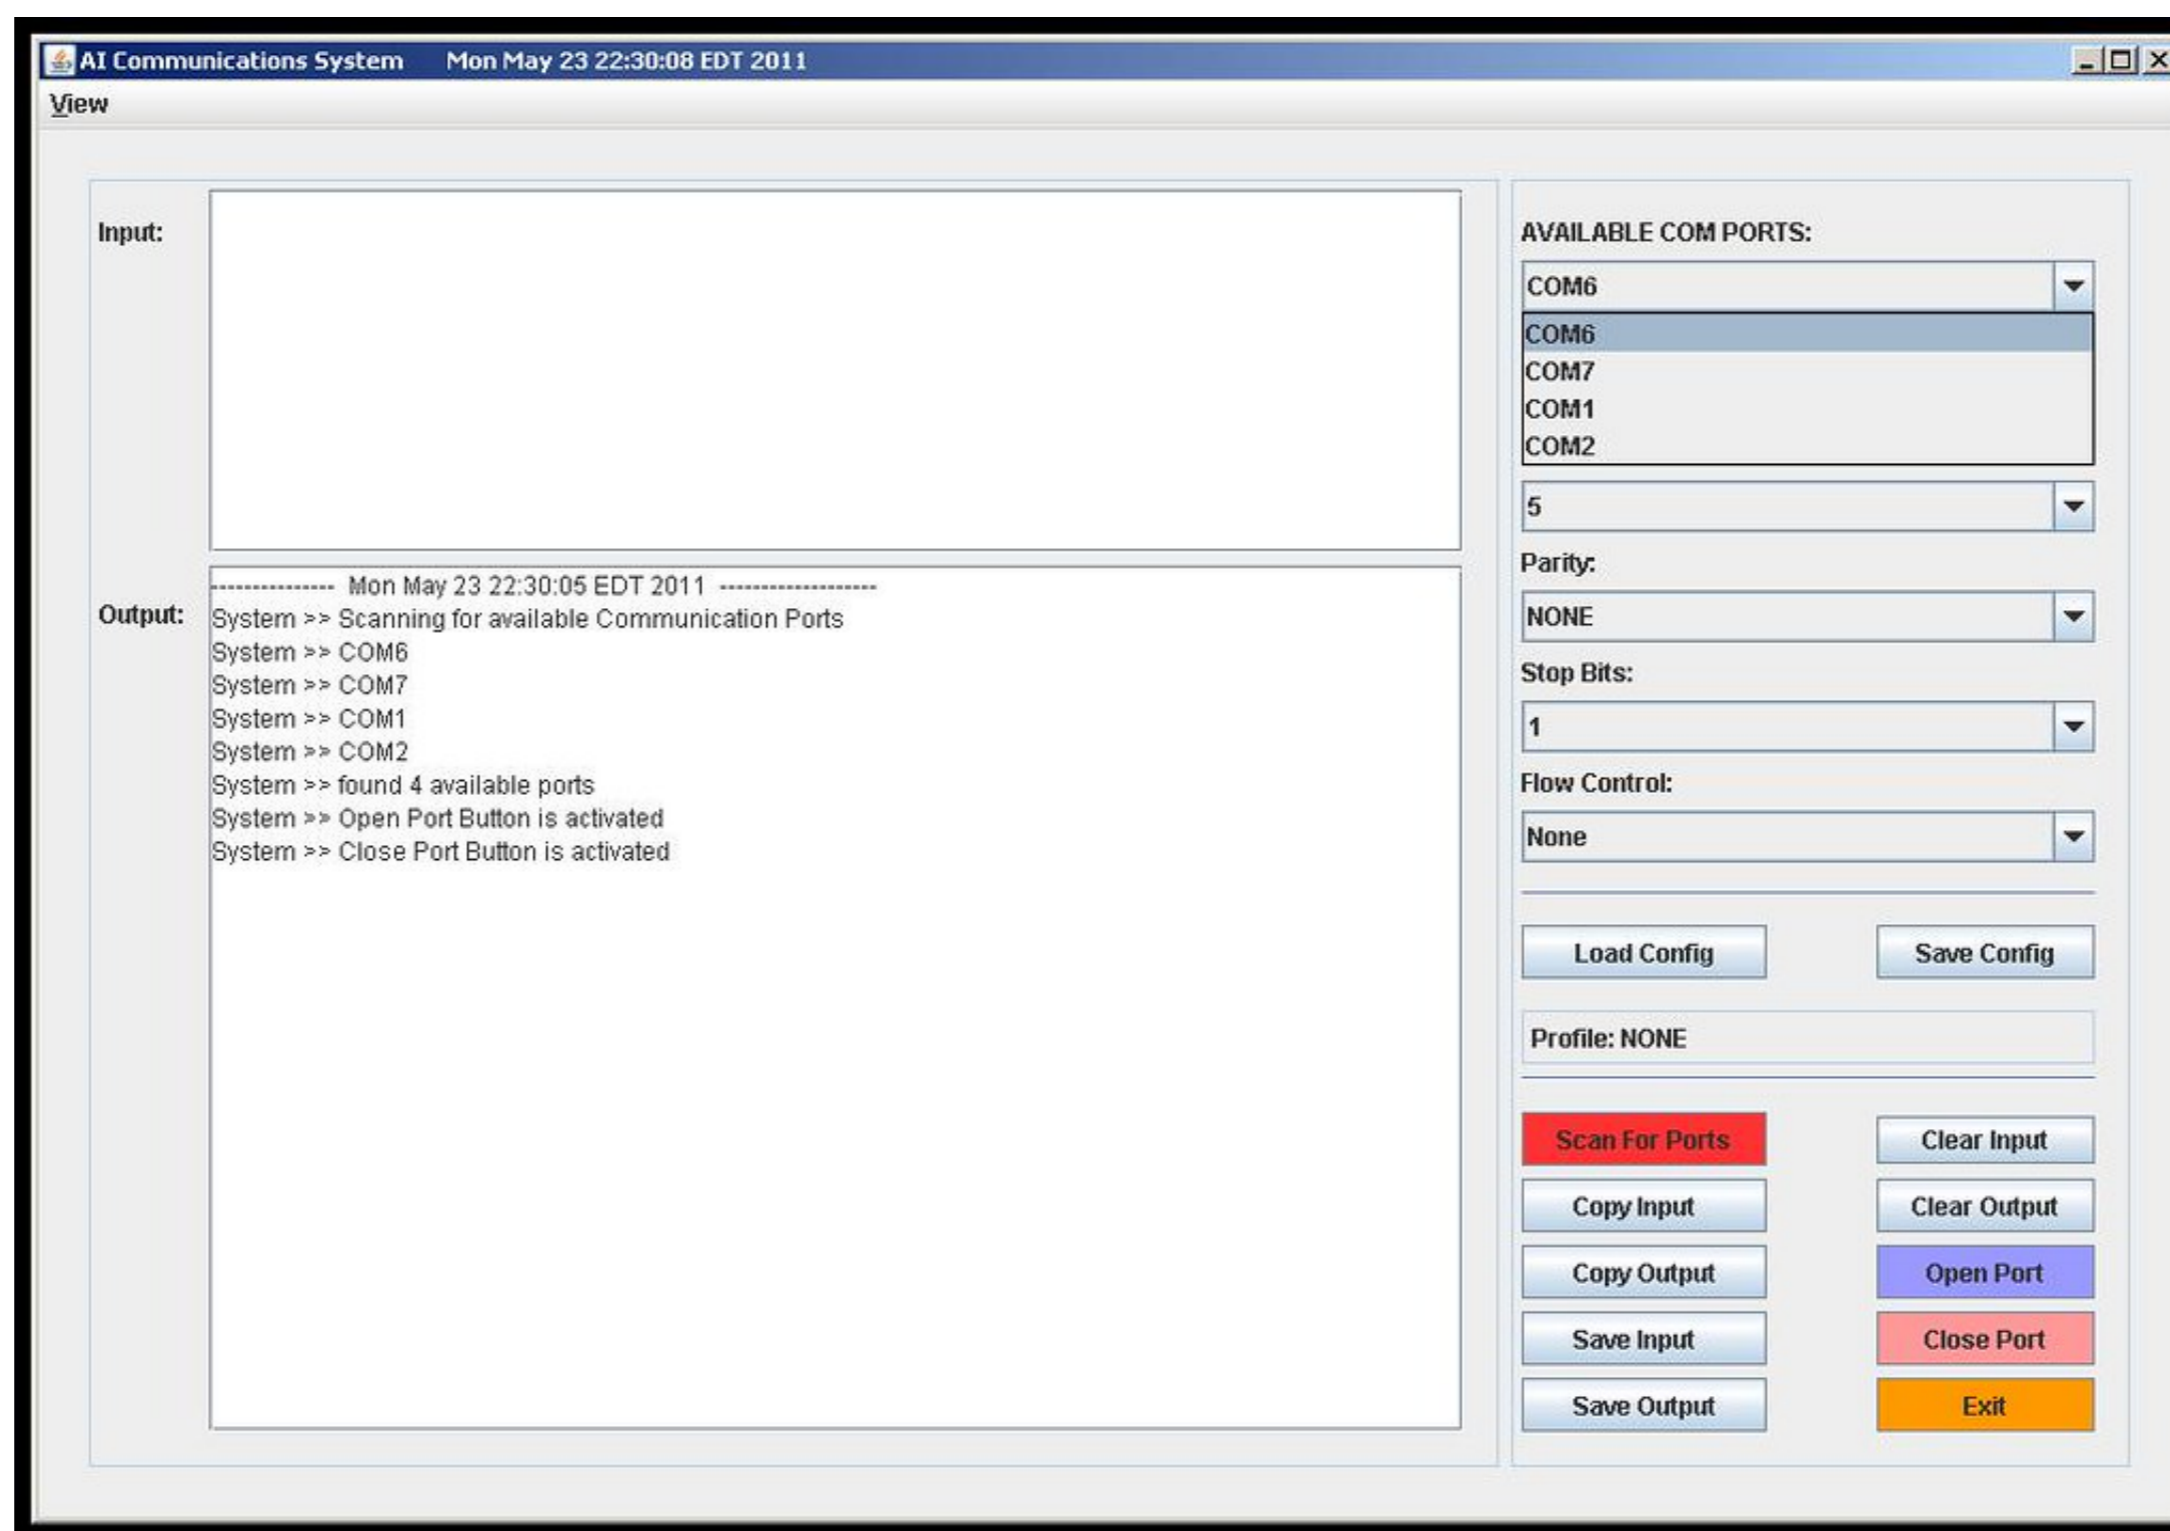 AI Communications System Mon May 23 22:30:08 EDT 2011
View
Input:
Output:
--------------- Mon May 23 22:30:05 EDT 2011 -------------------
System >> Scanning for available Communication Ports
System >> COM6
System >> COM7
System >> COM1
System >> COM2
System >> found 4 available ports
System >> Open Port Button is activated
System >> Close Port Button is activated
AVAILABLE COM PORTS:
COM6
COM6
COM7
COM1
COM2
5
Parity:
NONE
Stop Bits:
1
Flow Control:
None
Load Config Save Config
Profile: NONE
Scan For Ports Clear Input
Copy Input Clear Output
Copy Output Open Port
Save Input Close Port
Save Output Exit